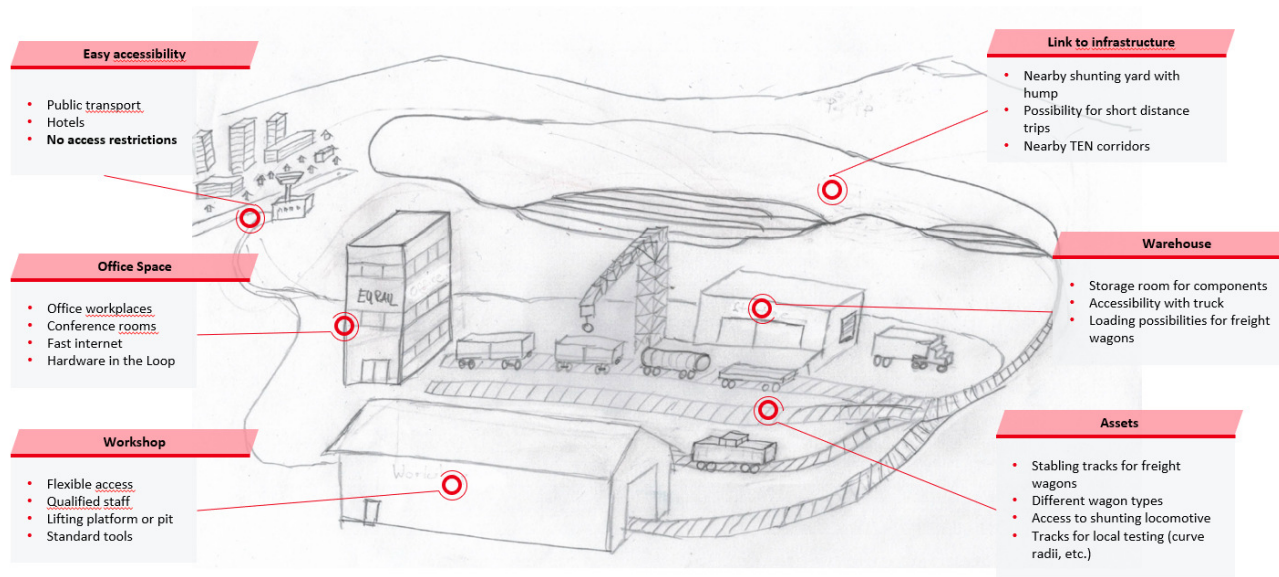 Easy accessibility
• Public transport
• Hotels
• No access restrictions
Link to infrastructure
• Nearby shunting yard with
hump
• Possibility for short distance
trips
• Nearby TEN corridors
Office Space
• Office workplaces
• Conference rooms
• Fast internet
• Hardware in the Loop
EQRAIL
Warehouse
• Storage room for components
• Accessibility with truck
• Loading possibilities for freight
wagons
Workshop
• Flexible access
• Qualified staff
• Lifting platform or pit
• Standard tools
Assets
• Stabling tracks for freight
wagons
• Different wagon types
• Access to shunting locomotive
• Tracks for local testing (curve
radii, etc.)